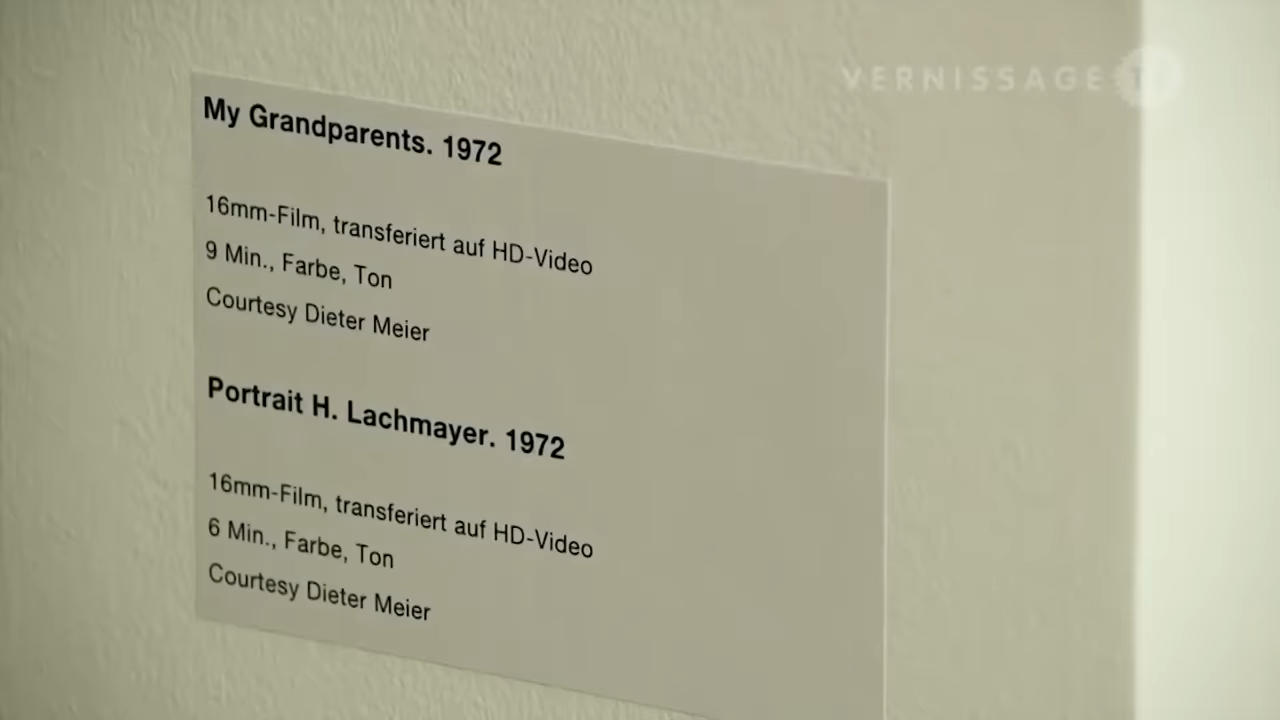 VERNISSAGE TV
My Grandparents. 1972
16mm-Film, transferiert auf HD-Video
9 Min., Farbe, Ton
Courtesy Dieter Meier
Portrait H. Lachmayer. 1972
16mm-Film, transferiert auf HD-Video
6 Min., Farbe, Ton
Courtesy Dieter Meier